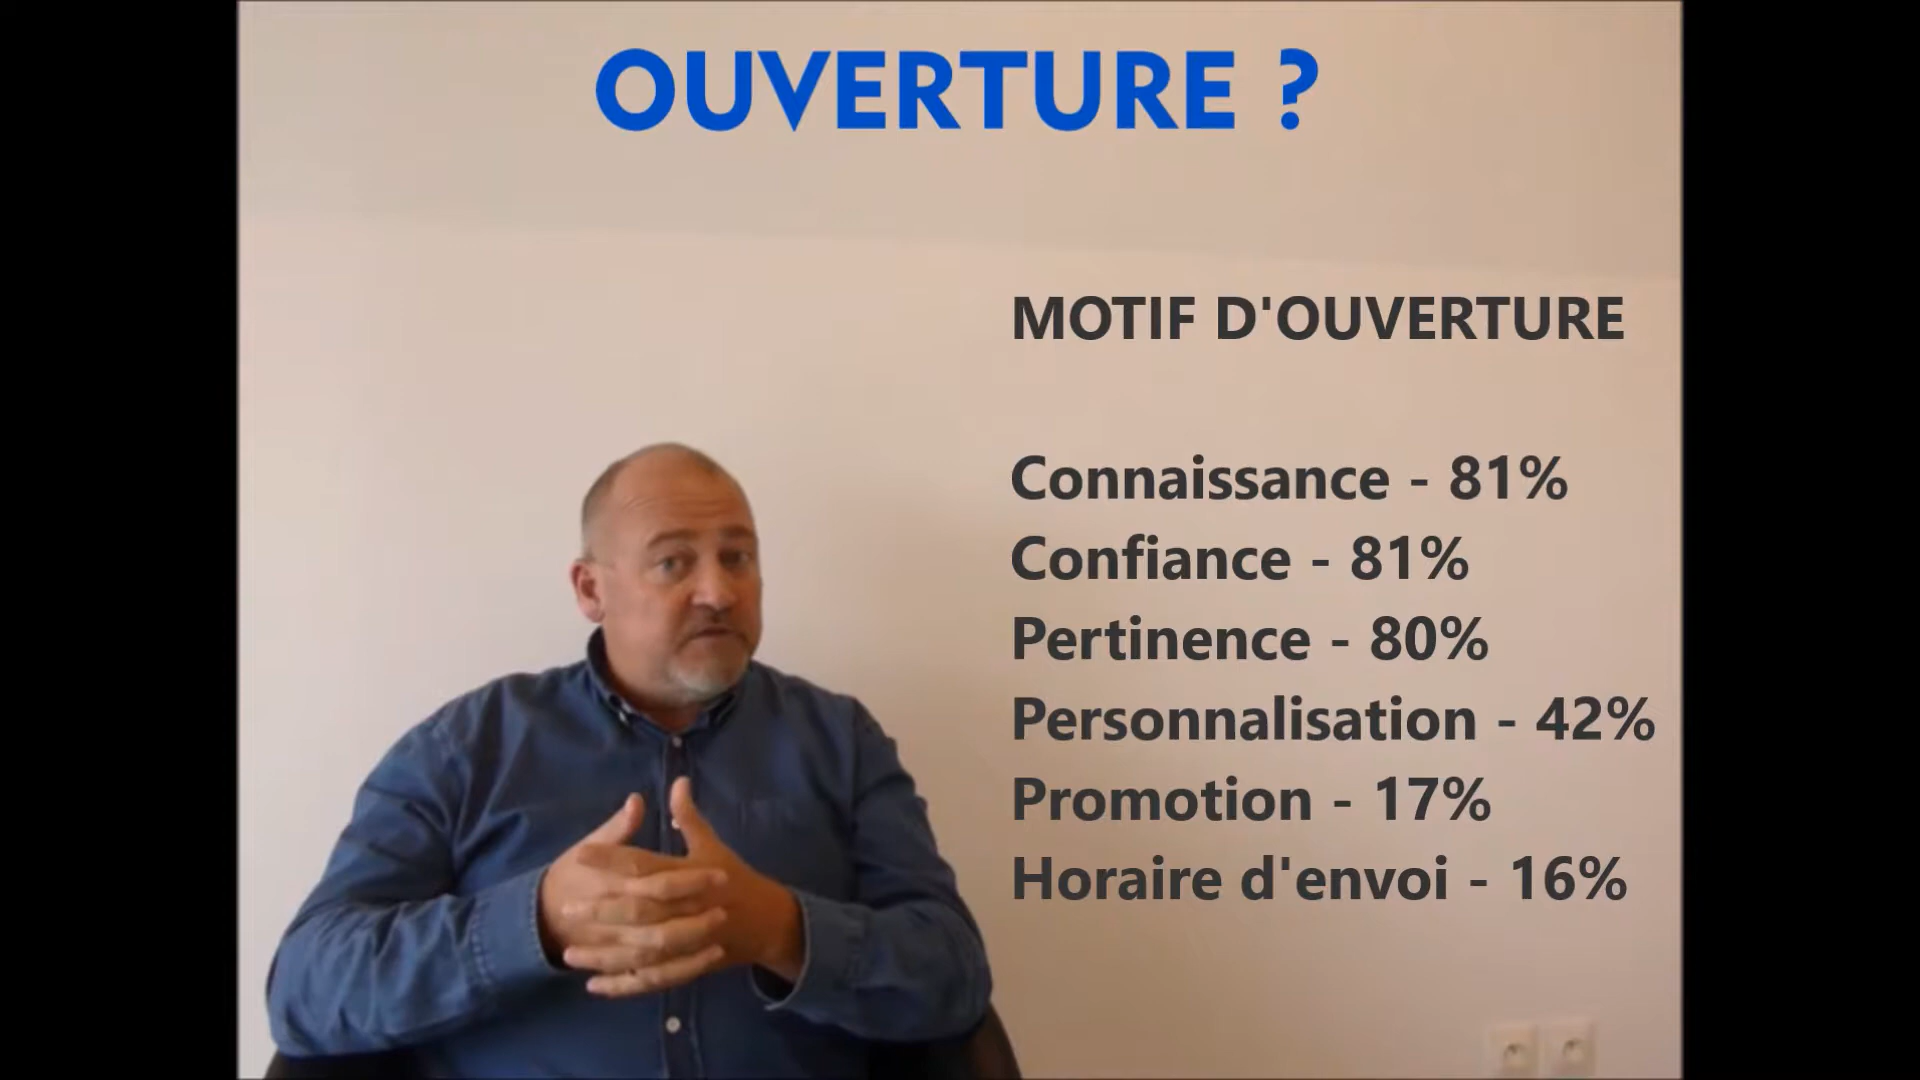 OUVERTURE ?
MOTIF D'OUVERTURE
Connaissance - 81%
Confiance - 81%
Pertinence - 80%
Personnalisation - 42%
Promotion - 17%
Horaire d'envoi - 16%